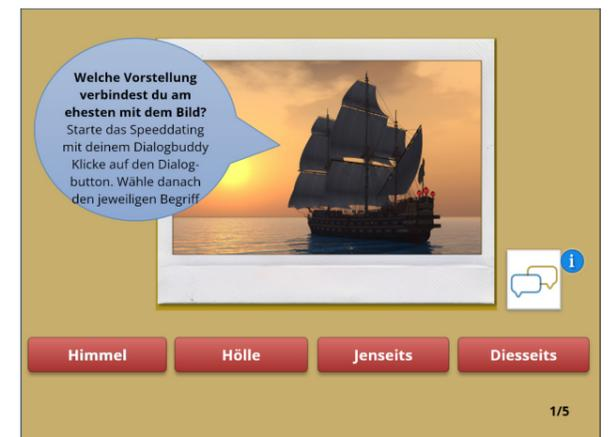 Welche Vorstellung
verbindest du am
ehesten mit dem Bild?
Starte das Speeddating
mit deinem Dialogbuddy
Klicke auf den Dialog-
button. Wähle danach
den jeweiligen Begriff
i
Himmel
Hölle
Jenseits
Diesseits
1/5